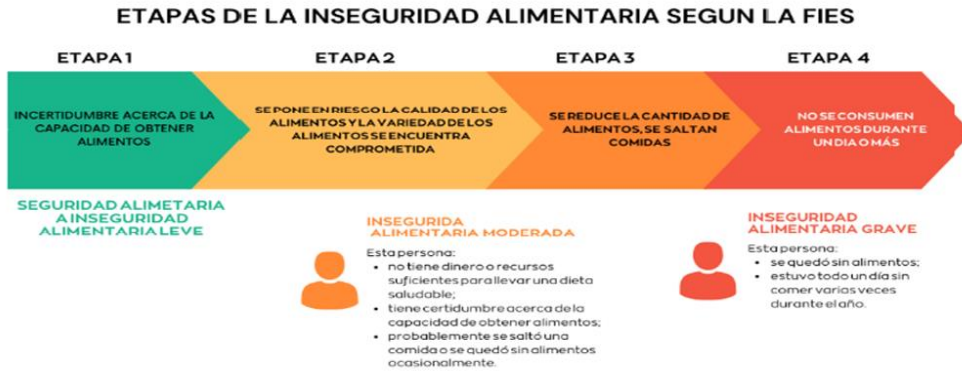 ETAPAS DE LA INSEGURIDAD ALIMENTARIA SEGUN LA FIES
ETAPA 1
ETAPA 2
ETAPA 3
ETAPA 4
INCERTIDUMBRE ACERCA DE LA
CAPACIDAD DE OBTENER
ALIMENTOS
SE PONE EN RIESGO LA CALIDAD DE LOS
ALIMENTOS Y LA VARIEDAD DE LOS
ALIMENTOS SE ENCUENTRA
COMPROMETIDA
SE REDUCE LA CANTIDAD DE
ALIMENTOS, SE SALTAN
COMIDAS
NO SE CONSUMEN
ALIMENTOS DURANTE
UN DIA O MÁS
SEGURIDAD ALIMETARIA
A INSEGURIDAD
ALIMENTARIA LEVE
INSEGURIDA
ALIMENTARIA MODERADA
Esta persona:
• no tiene dinero o recursos
suficientes para llevar una dieta
saludable;
• tiene certidumbre acerca de la
capacidad de obtener alimentos;
• probablemente se saltó una
comida o se quedó sin alimentos
ocasionalmente.
INSEGURIDAD
ALIMENTARIA GRAVE
Esta persona:
• se quedó sin alimentos;
• estuvo todo un día sin
comer varias veces
durante el año.